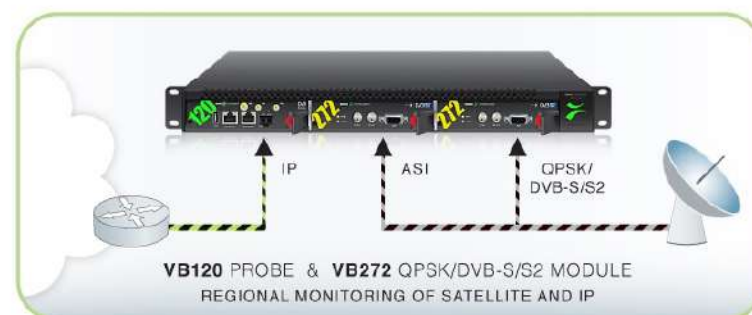 120
272
272
IP
ASI
QPSK/
DVB-S/S2
VB120 PROBE & VB272 QPSK/DVB-S/S2 MODULE
REGIONAL MONITORING OF SATELLITE AND IP